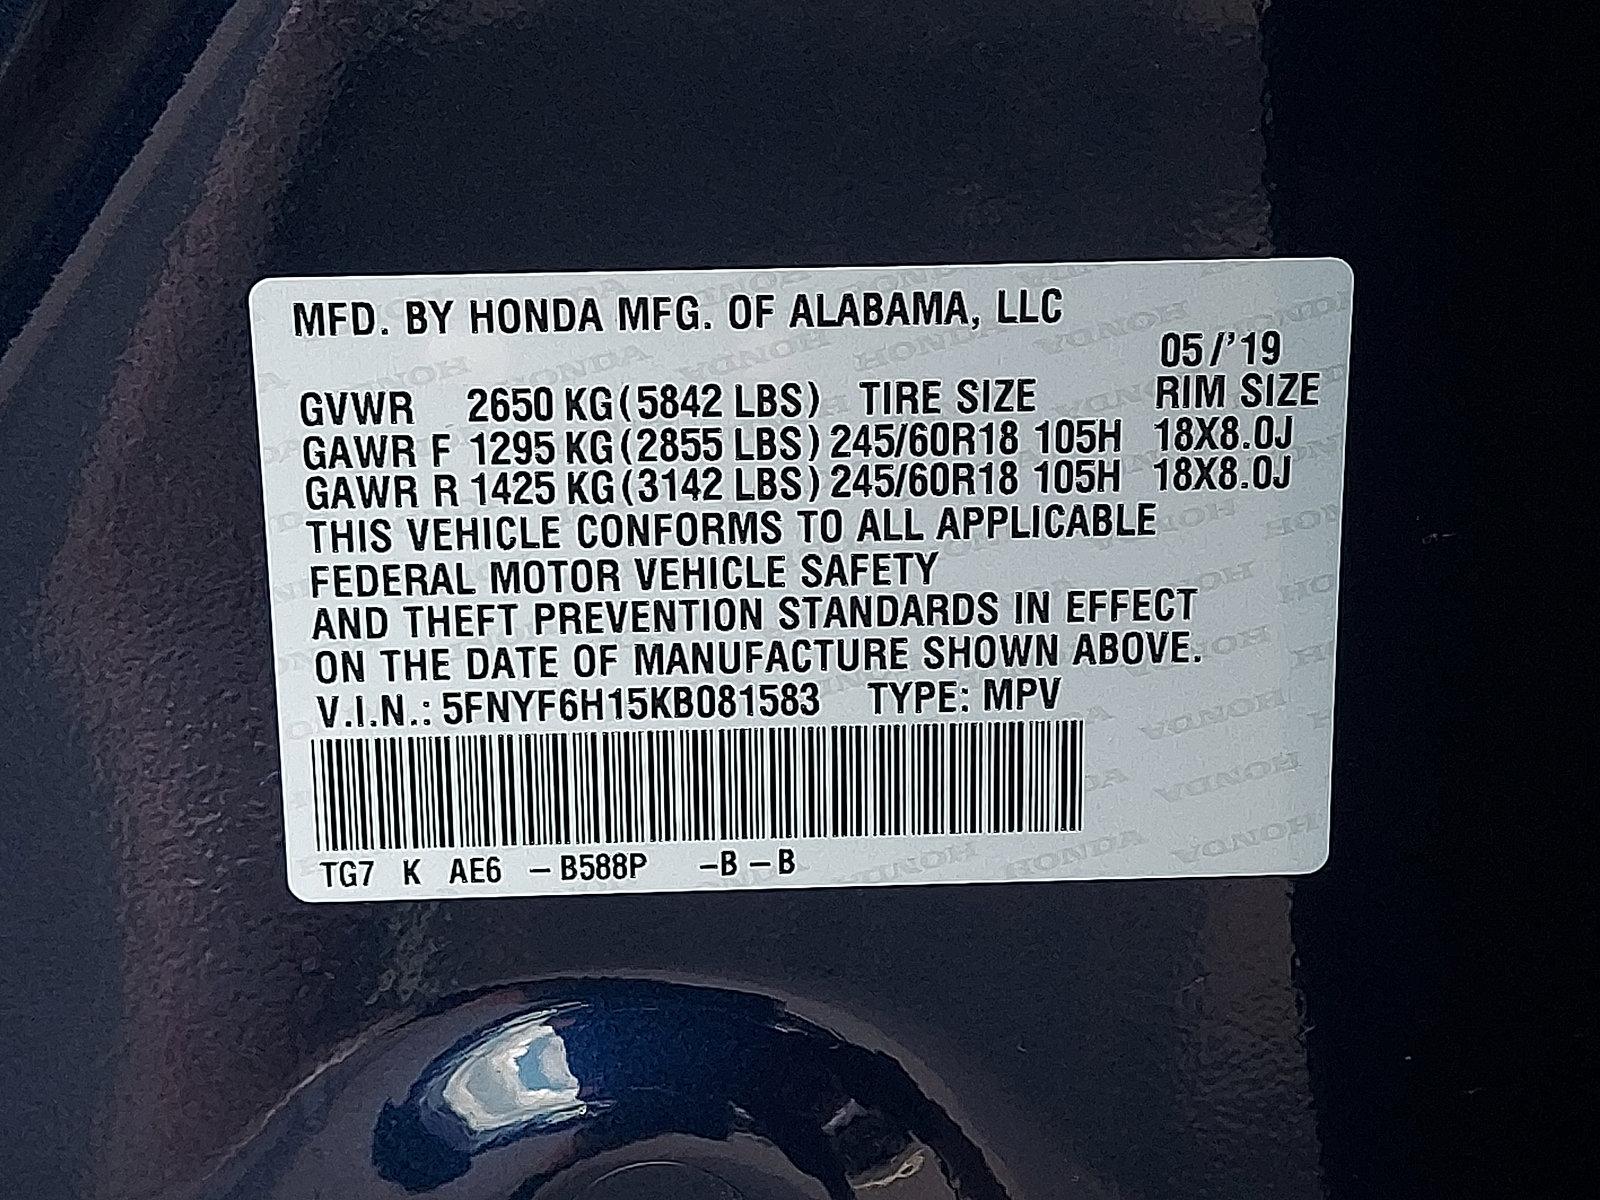 MFD. BY HONDA MFG. OF ALABAMA, LLC
05/'19
GVWR 2650 KG(5842 LBS) TIRE SIZE RIM SIZE
GAWR F 1295 KG(2855 LBS) 245/60R18 105H 18X8.0J
GAWR R 1425 KG(3142 LBS) 245/60R18 105H 18X8.0J
THIS VEHICLE CONFORMS TO ALL APPLICABLE
FEDERAL MOTOR VEHICLE SAFETY
AND THEFT PREVENTION STANDARDS IN EFFECT
ON THE DATE OF MANUFACTURE SHOWN ABOVE.
V.I.N.: 5FNYF6H15KB081583 TYPE: MPV
TG7 K AE6 –B588P –B–B